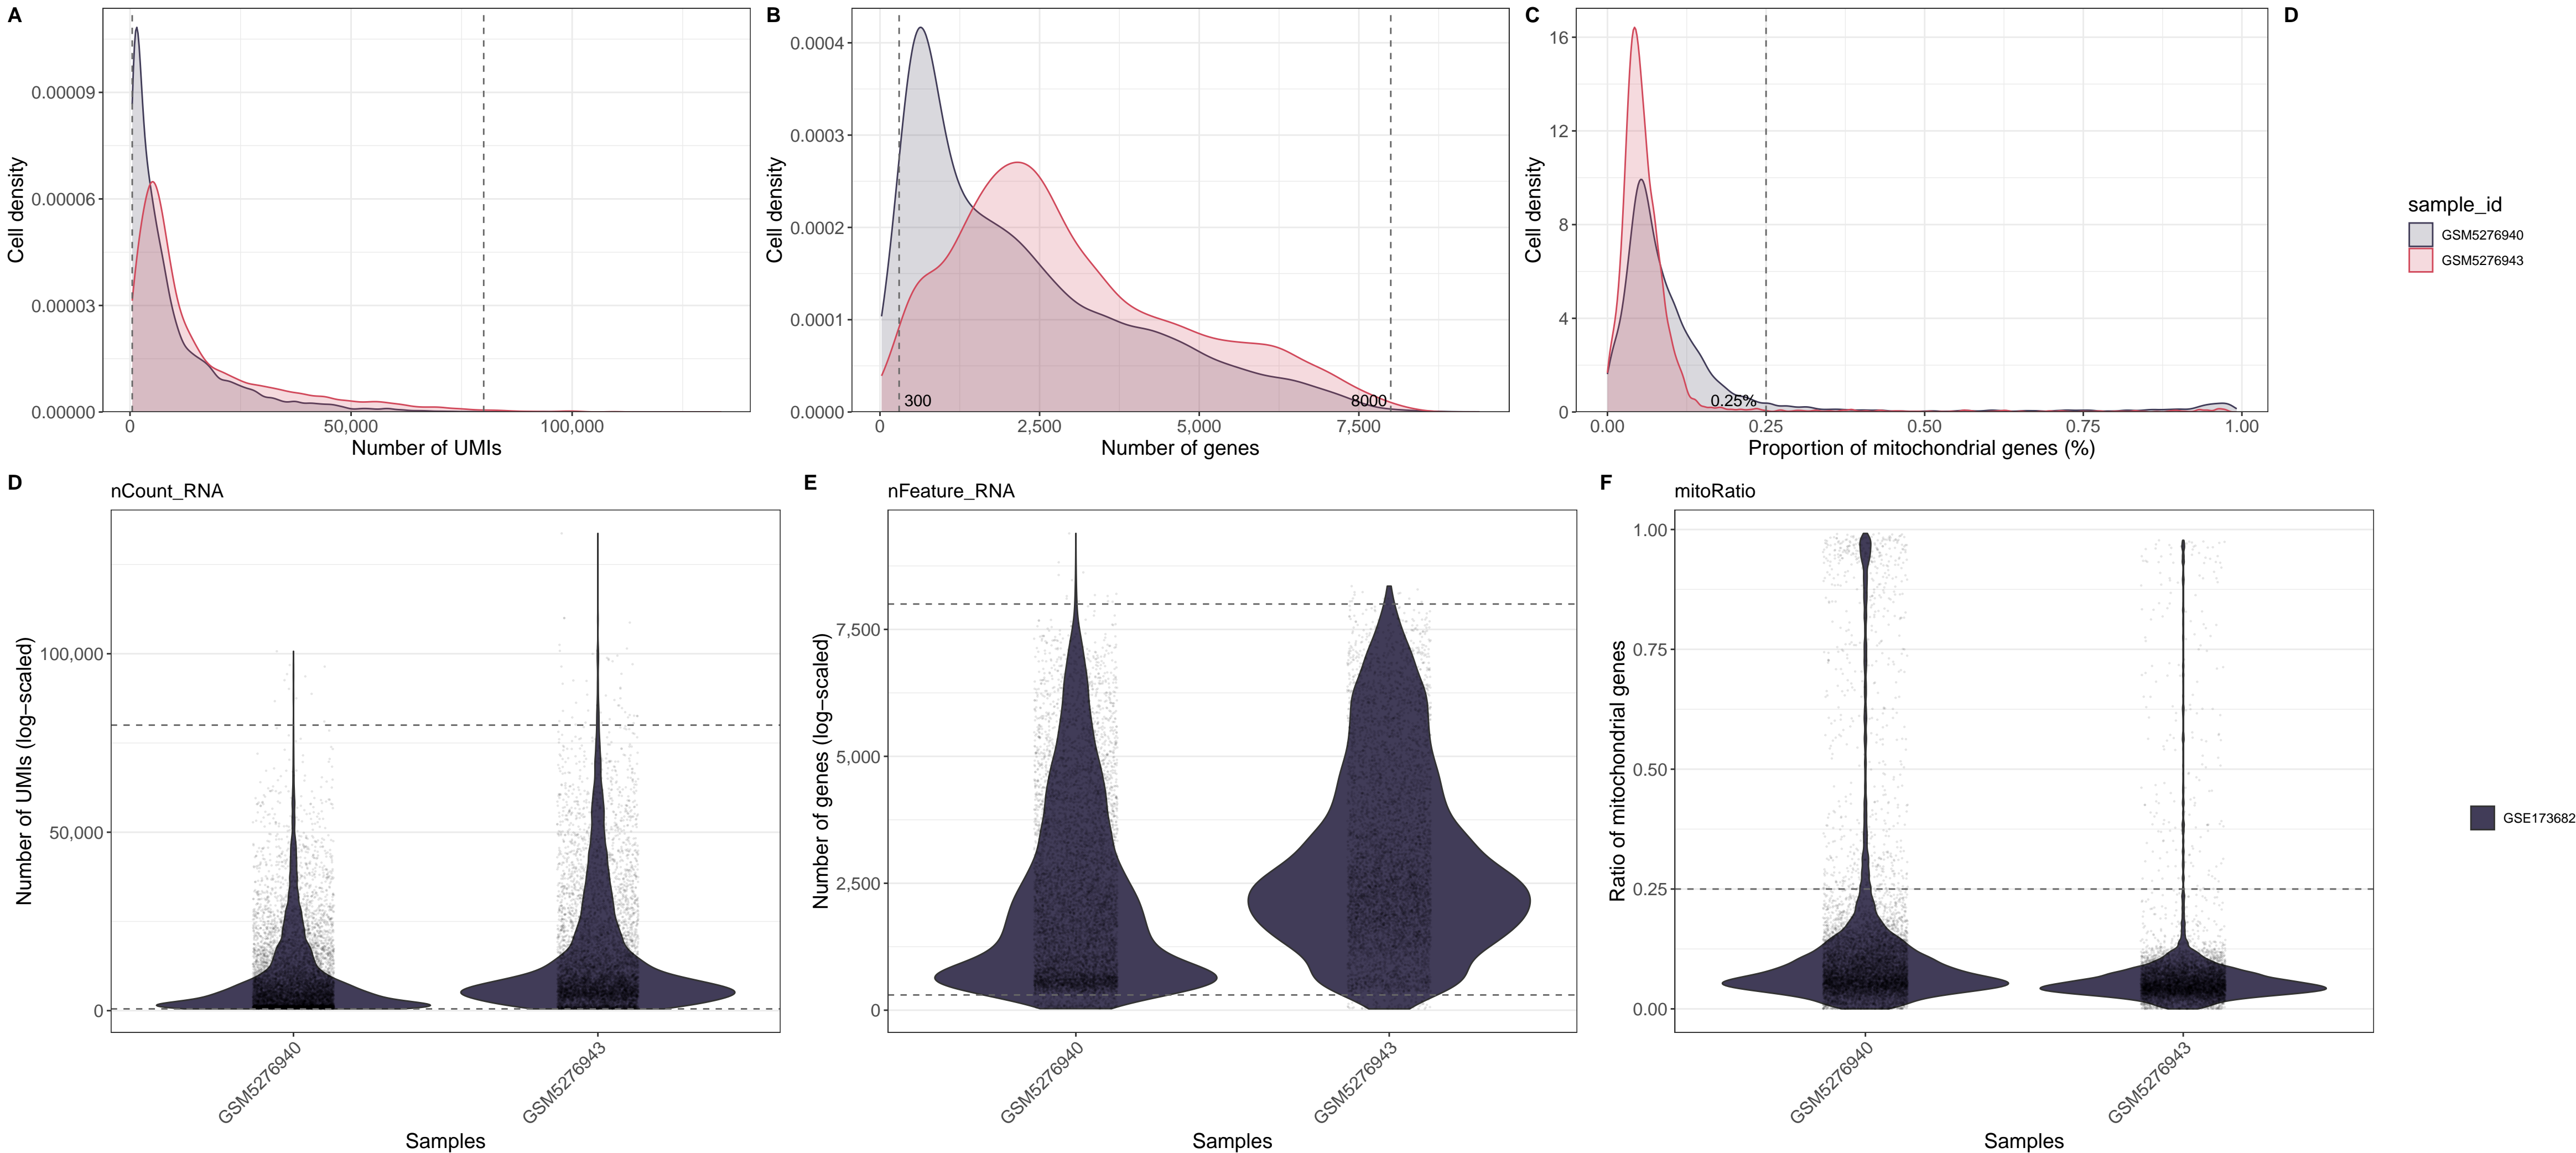 A
Cell density
0.00009
0.00006
0.00003
0.00000
0
50,000
100,000
Number of UMIs
B
Cell density
0.0004
0.0003
0.0002
0.0001
0.0000
300
8000
0
2,500
5,000
7,500
Number of genes
C
Cell density
16
12
8
4
0
0.25%
0.00
0.25
0.50
0.75
1.00
Proportion of mitochondrial genes (%)
D
sample_id
GSM5276940
GSM5276943
D
nCount_RNA
Number of UMIs (log−scaled)
100,000
50,000
0
GSM5276940
GSM5276943
Samples
E
nFeature_RNA
Number of genes (log−scaled)
7,500
5,000
2,500
0
GSM5276940
GSM5276943
Samples
F
mitoRatio
Ratio of mitochondrial genes
1.00
0.75
0.50
0.25
0.00
GSM5276940
GSM5276943
Samples
GSE173682